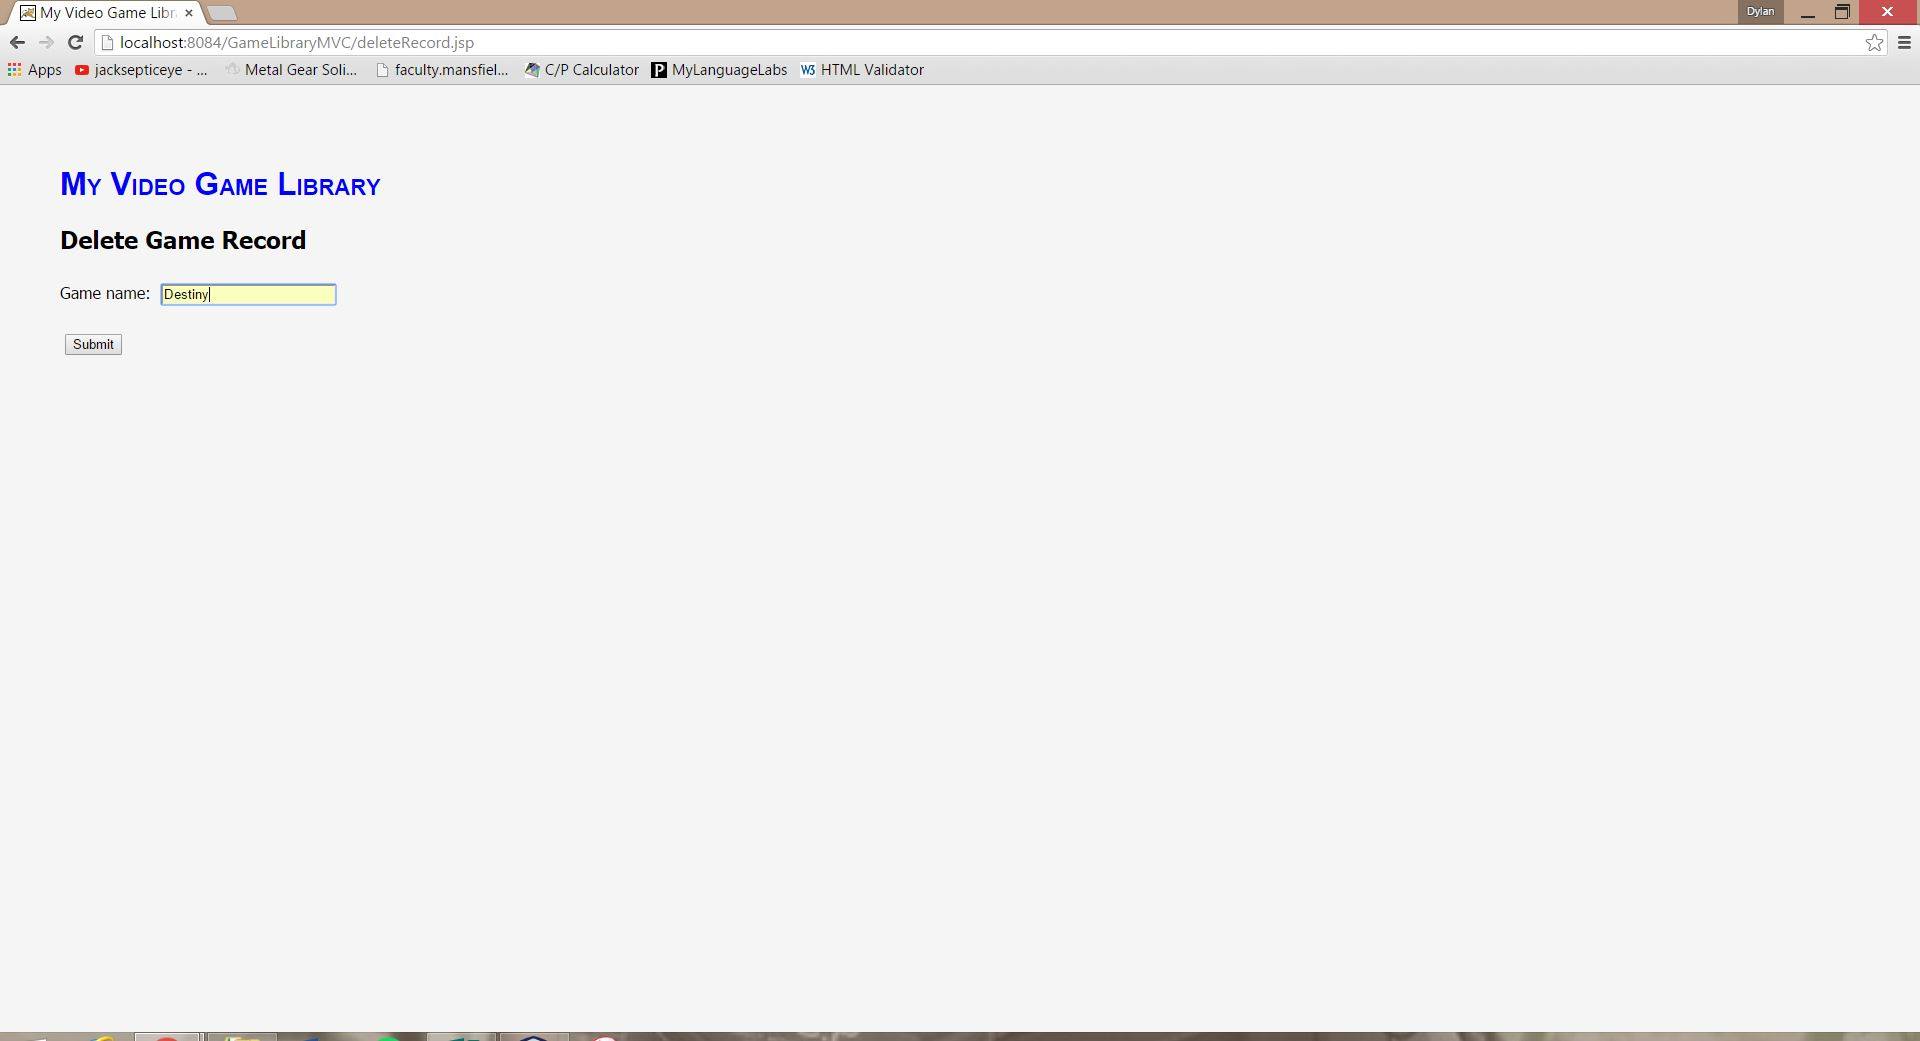 My Video Game Libr
Dylan
localhost:8084/GameLibraryMVC/deleteRecord.jsp
Apps jacksepticeye - ... Metal Gear Soli... faculty.mansfiel... C/P Calculator MyLanguageLabs HTML Validator
My Video Game Library
Delete Game Record
Game name: Destiny
Submit